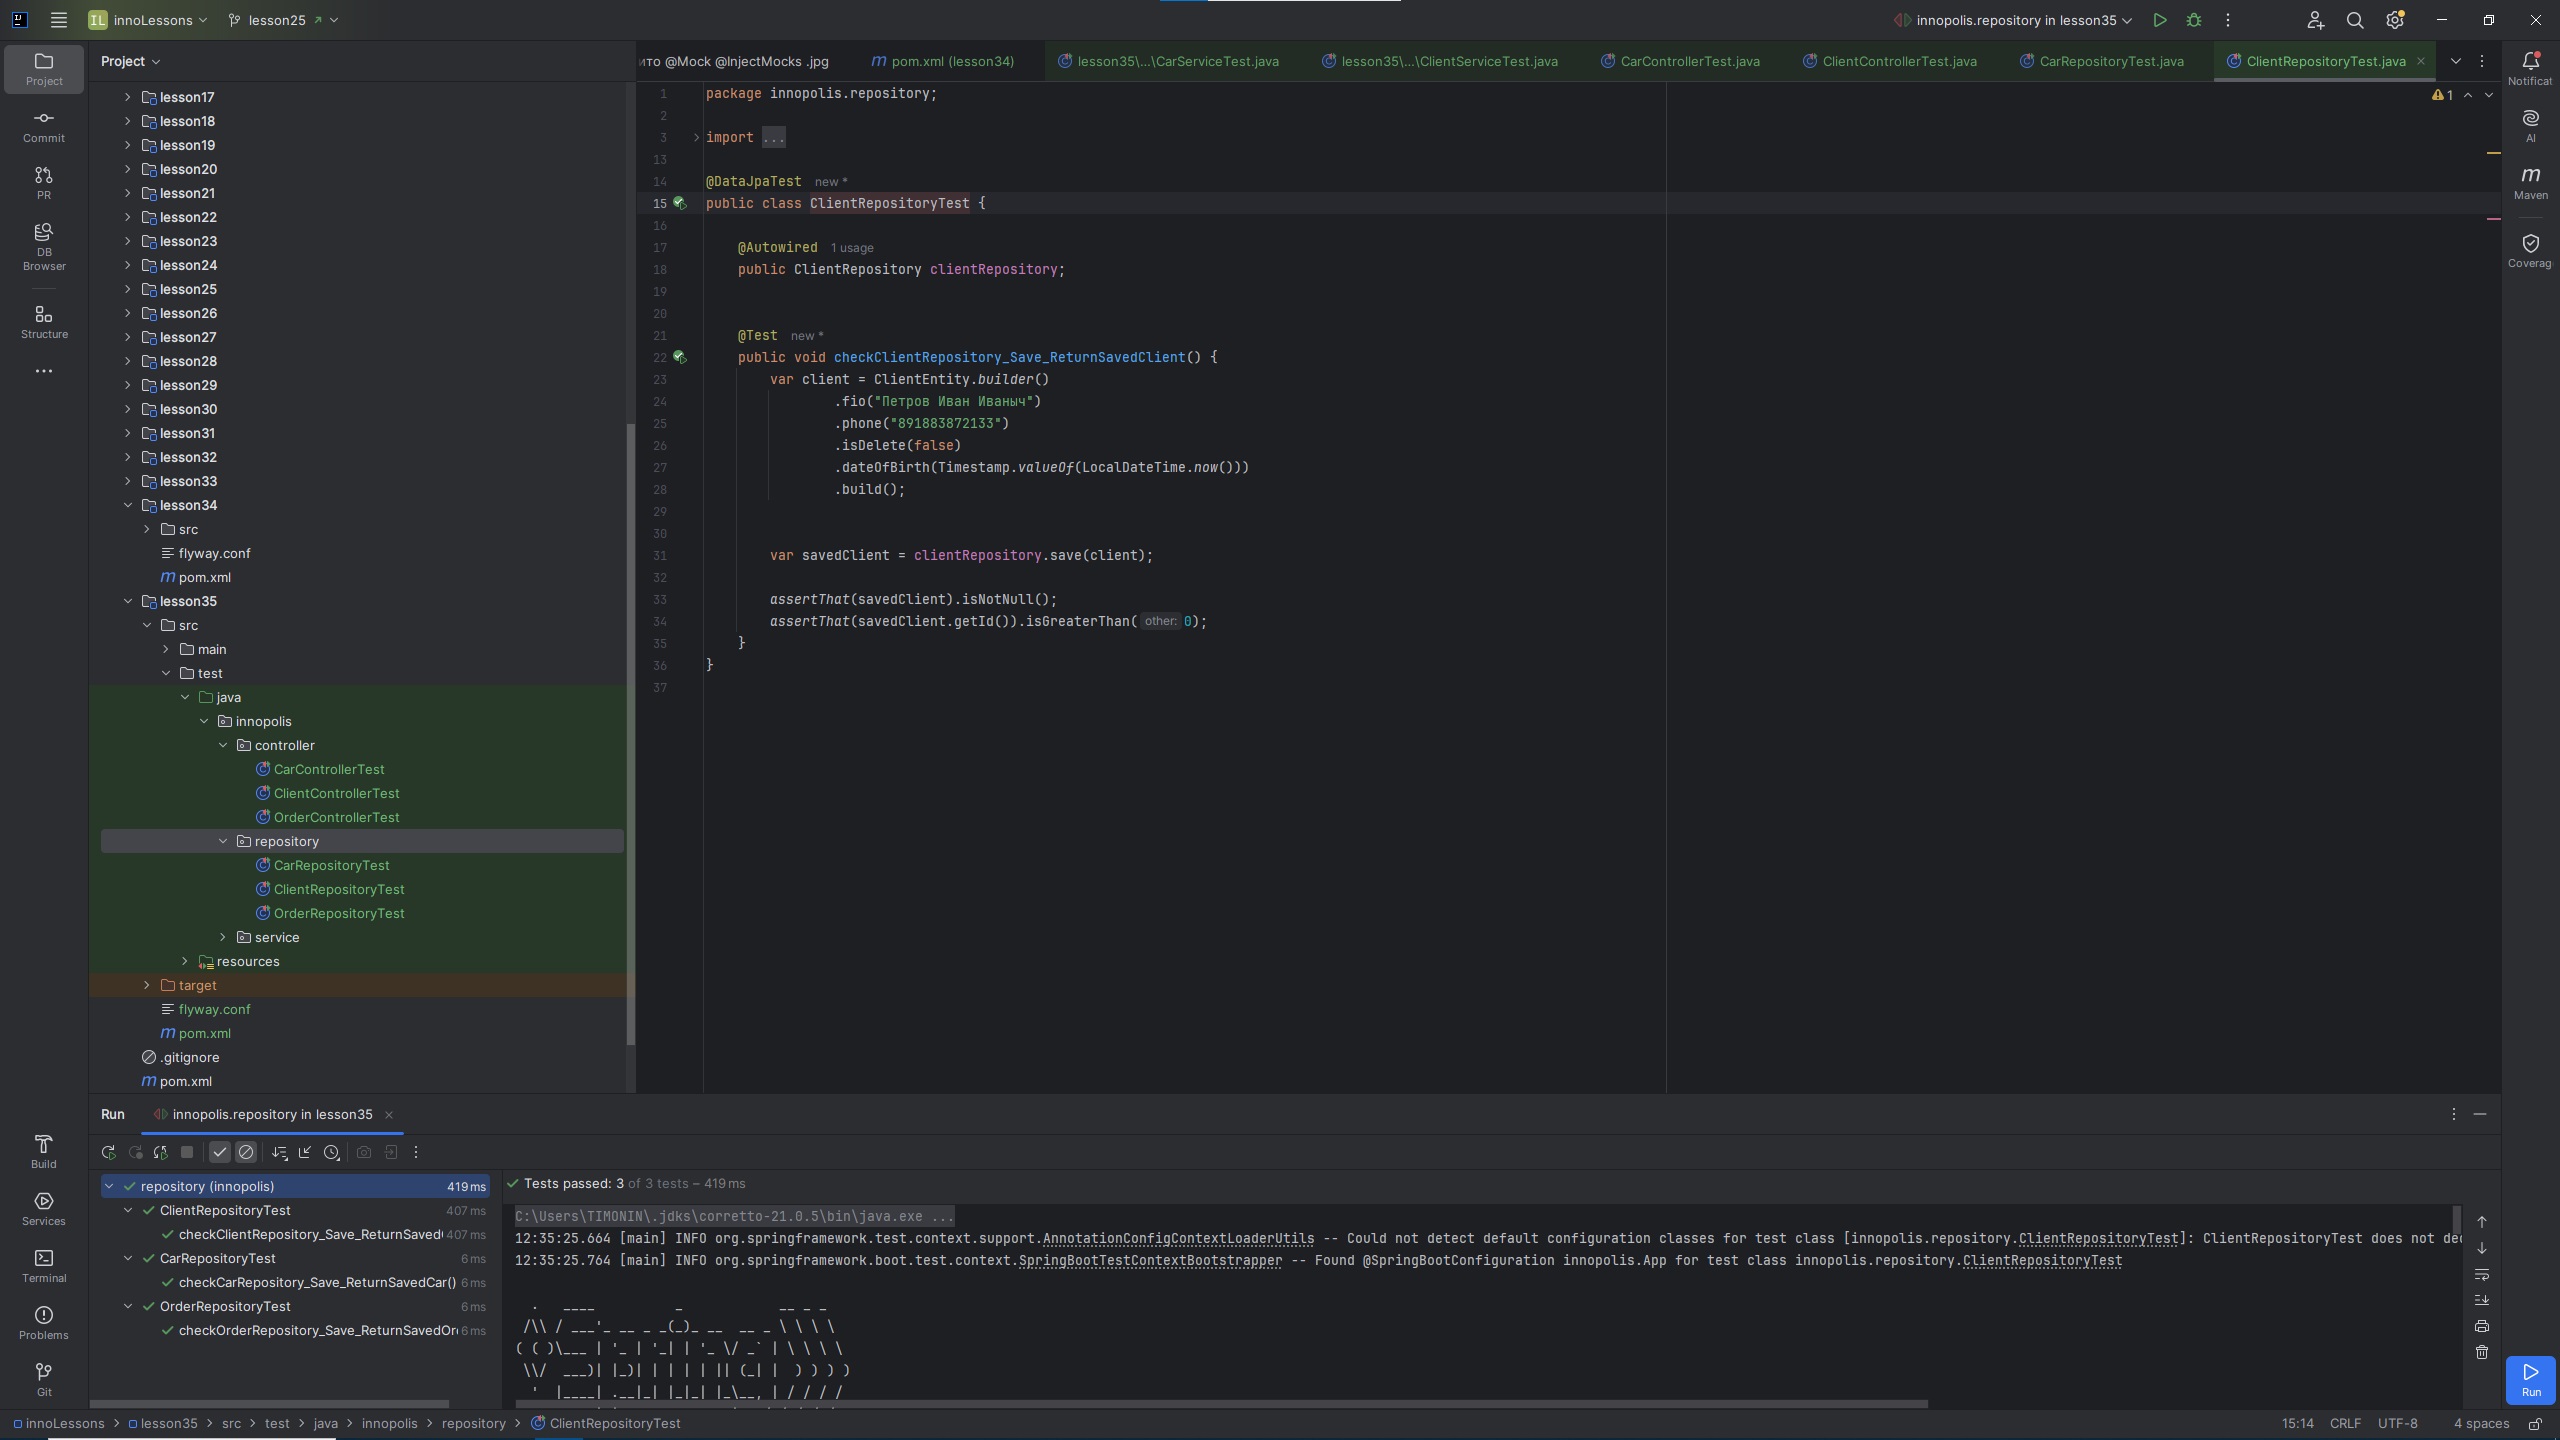 IL innoLessons lesson25 innopolis.repository in lesson35
Project
ито @Mock @InjectMocks .jpg pom.xml (lesson34) lesson35\...\CarServiceTest.java lesson35\...\ClientServiceTest.java CarControllerTest.java ClientControllerTest.java CarRepositoryTest.java ClientRepositoryTest.java
Project
Commit
PR
DB
Browser
Structure
lesson17
lesson18
lesson19
lesson20
lesson21
lesson22
lesson23
lesson24
lesson25
lesson26
lesson27
lesson28
lesson29
lesson30
lesson31
lesson32
lesson33
lesson34
src
flyway.conf
pom.xml
lesson35
src
main
test
java
innopolis
controller
CarControllerTest
ClientControllerTest
OrderControllerTest
repository
CarRepositoryTest
ClientRepositoryTest
OrderRepositoryTest
service
resources
target
flyway.conf
pom.xml
.gitignore
pom.xml
1 package innopolis.repository;
2
3 import ...
13
14 @DataJpaTest new *
15 public class ClientRepositoryTest {
16
17 @Autowired 1 usage
18 public ClientRepository clientRepository;
19
20
21 @Test new *
22 public void checkClientRepository_Save_ReturnSavedClient() {
23 var client = ClientEntity.builder()
24 .fio("Петров Иван Иваныч")
25 .phone("891883872133")
26 .isDelete(false)
27 .dateOfBirth(Timestamp.valueOf(LocalDateTime.now()))
28 .build();
29
30
31 var savedClient = clientRepository.save(client);
32
33 assertThat(savedClient).isNotNull();
34 assertThat(savedClient.getId()).isGreaterThan( other: 0);
35 }
36 }
37
1
Notificat
AI
Maven
Coverag
Run innopolis.repository in lesson35
Build
Services
Terminal
Problems
Git
repository (innopolis) 419 ms
ClientRepositoryTest 407 ms
checkClientRepository_Save_ReturnSaved( 407 ms
CarRepositoryTest 6 ms
checkCarRepository_Save_ReturnSavedCar() 6 ms
OrderRepositoryTest 6 ms
checkOrderRepository_Save_ReturnSavedOr 6 ms
Tests passed: 3 of 3 tests – 419 ms
C:\Users\TIMONIN\.jdks\corretto-21.0.5\bin\java.exe ...
12:35:25.664 [main] INFO org.springframework.test.context.support.AnnotationConfigContextLoaderUtils -- Could not detect default configuration classes for test class [innopolis.repository.ClientRepositoryTest]: ClientRepositoryTest does not dec
12:35:25.764 [main] INFO org.springframework.boot.test.context.SpringBootTestContextBootstrapper -- Found @SpringBootConfiguration innopolis.App for test class innopolis.repository.ClientRepositoryTest
Run
innoLessons > lesson35 > src > test > java > innopolis > repository > ClientRepositoryTest
15:14 CRLF UTF-8 4 spaces